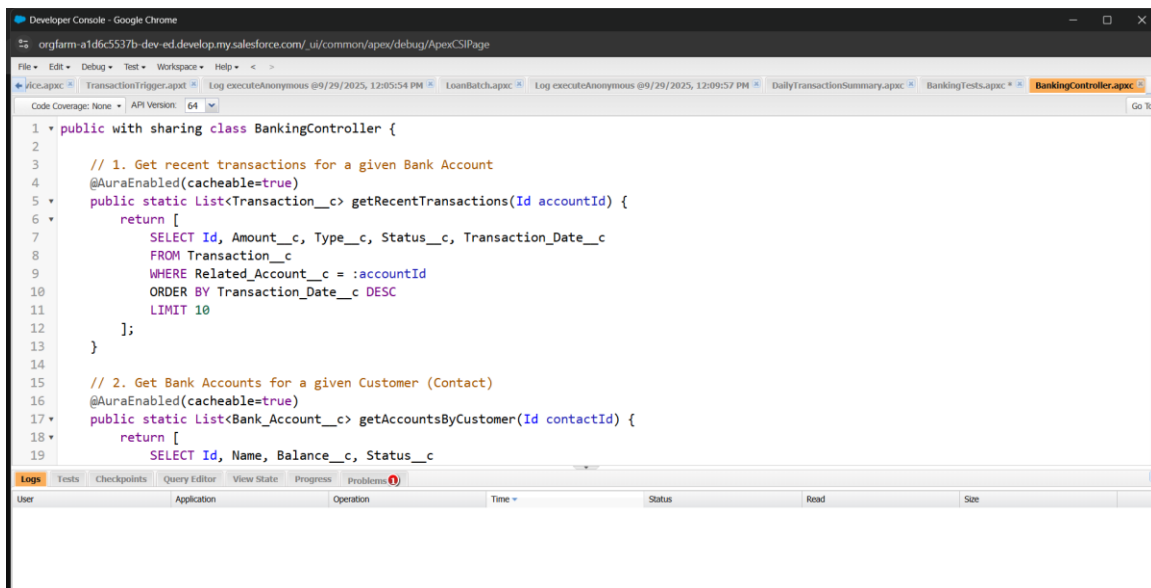 Developer Console - Google Chrome
orgfarm-a1d6c5537b-dev-ed.develop.my.salesforce.com/_ui/common/apex/debug/ApexCSIPage
File Edit Debug Test Workspace Help < >
vice.apxc TransactionTrigger.apxt Log executeAnonymous @9/29/2025, 12:05:54 PM LoanBatch.apxc Log executeAnonymous @9/29/2025, 12:09:57 PM DailyTransactionSummary.apxc BankingTests.apxc * BankingController.apxc
Code Coverage: None API Version: 64 Go To
1 public with sharing class BankingController {
2
3 // 1. Get recent transactions for a given Bank Account
4 @AuraEnabled(cacheable=true)
5 public static List<Transaction__c> getRecentTransactions(Id accountId) {
6 return [
7 SELECT Id, Amount__c, Type__c, Status__c, Transaction_Date__c
8 FROM Transaction__c
9 WHERE Related_Account__c = :accountId
10 ORDER BY Transaction_Date__c DESC
11 LIMIT 10
12 ];
13 }
14
15 // 2. Get Bank Accounts for a given Customer (Contact)
16 @AuraEnabled(cacheable=true)
17 public static List<Bank_Account__c> getAccountsByCustomer(Id contactId) {
18 return [
19 SELECT Id, Name, Balance__c, Status__c
Logs Tests Checkpoints Query Editor View State Progress Problems 1
User Application Operation Time Status Read Size